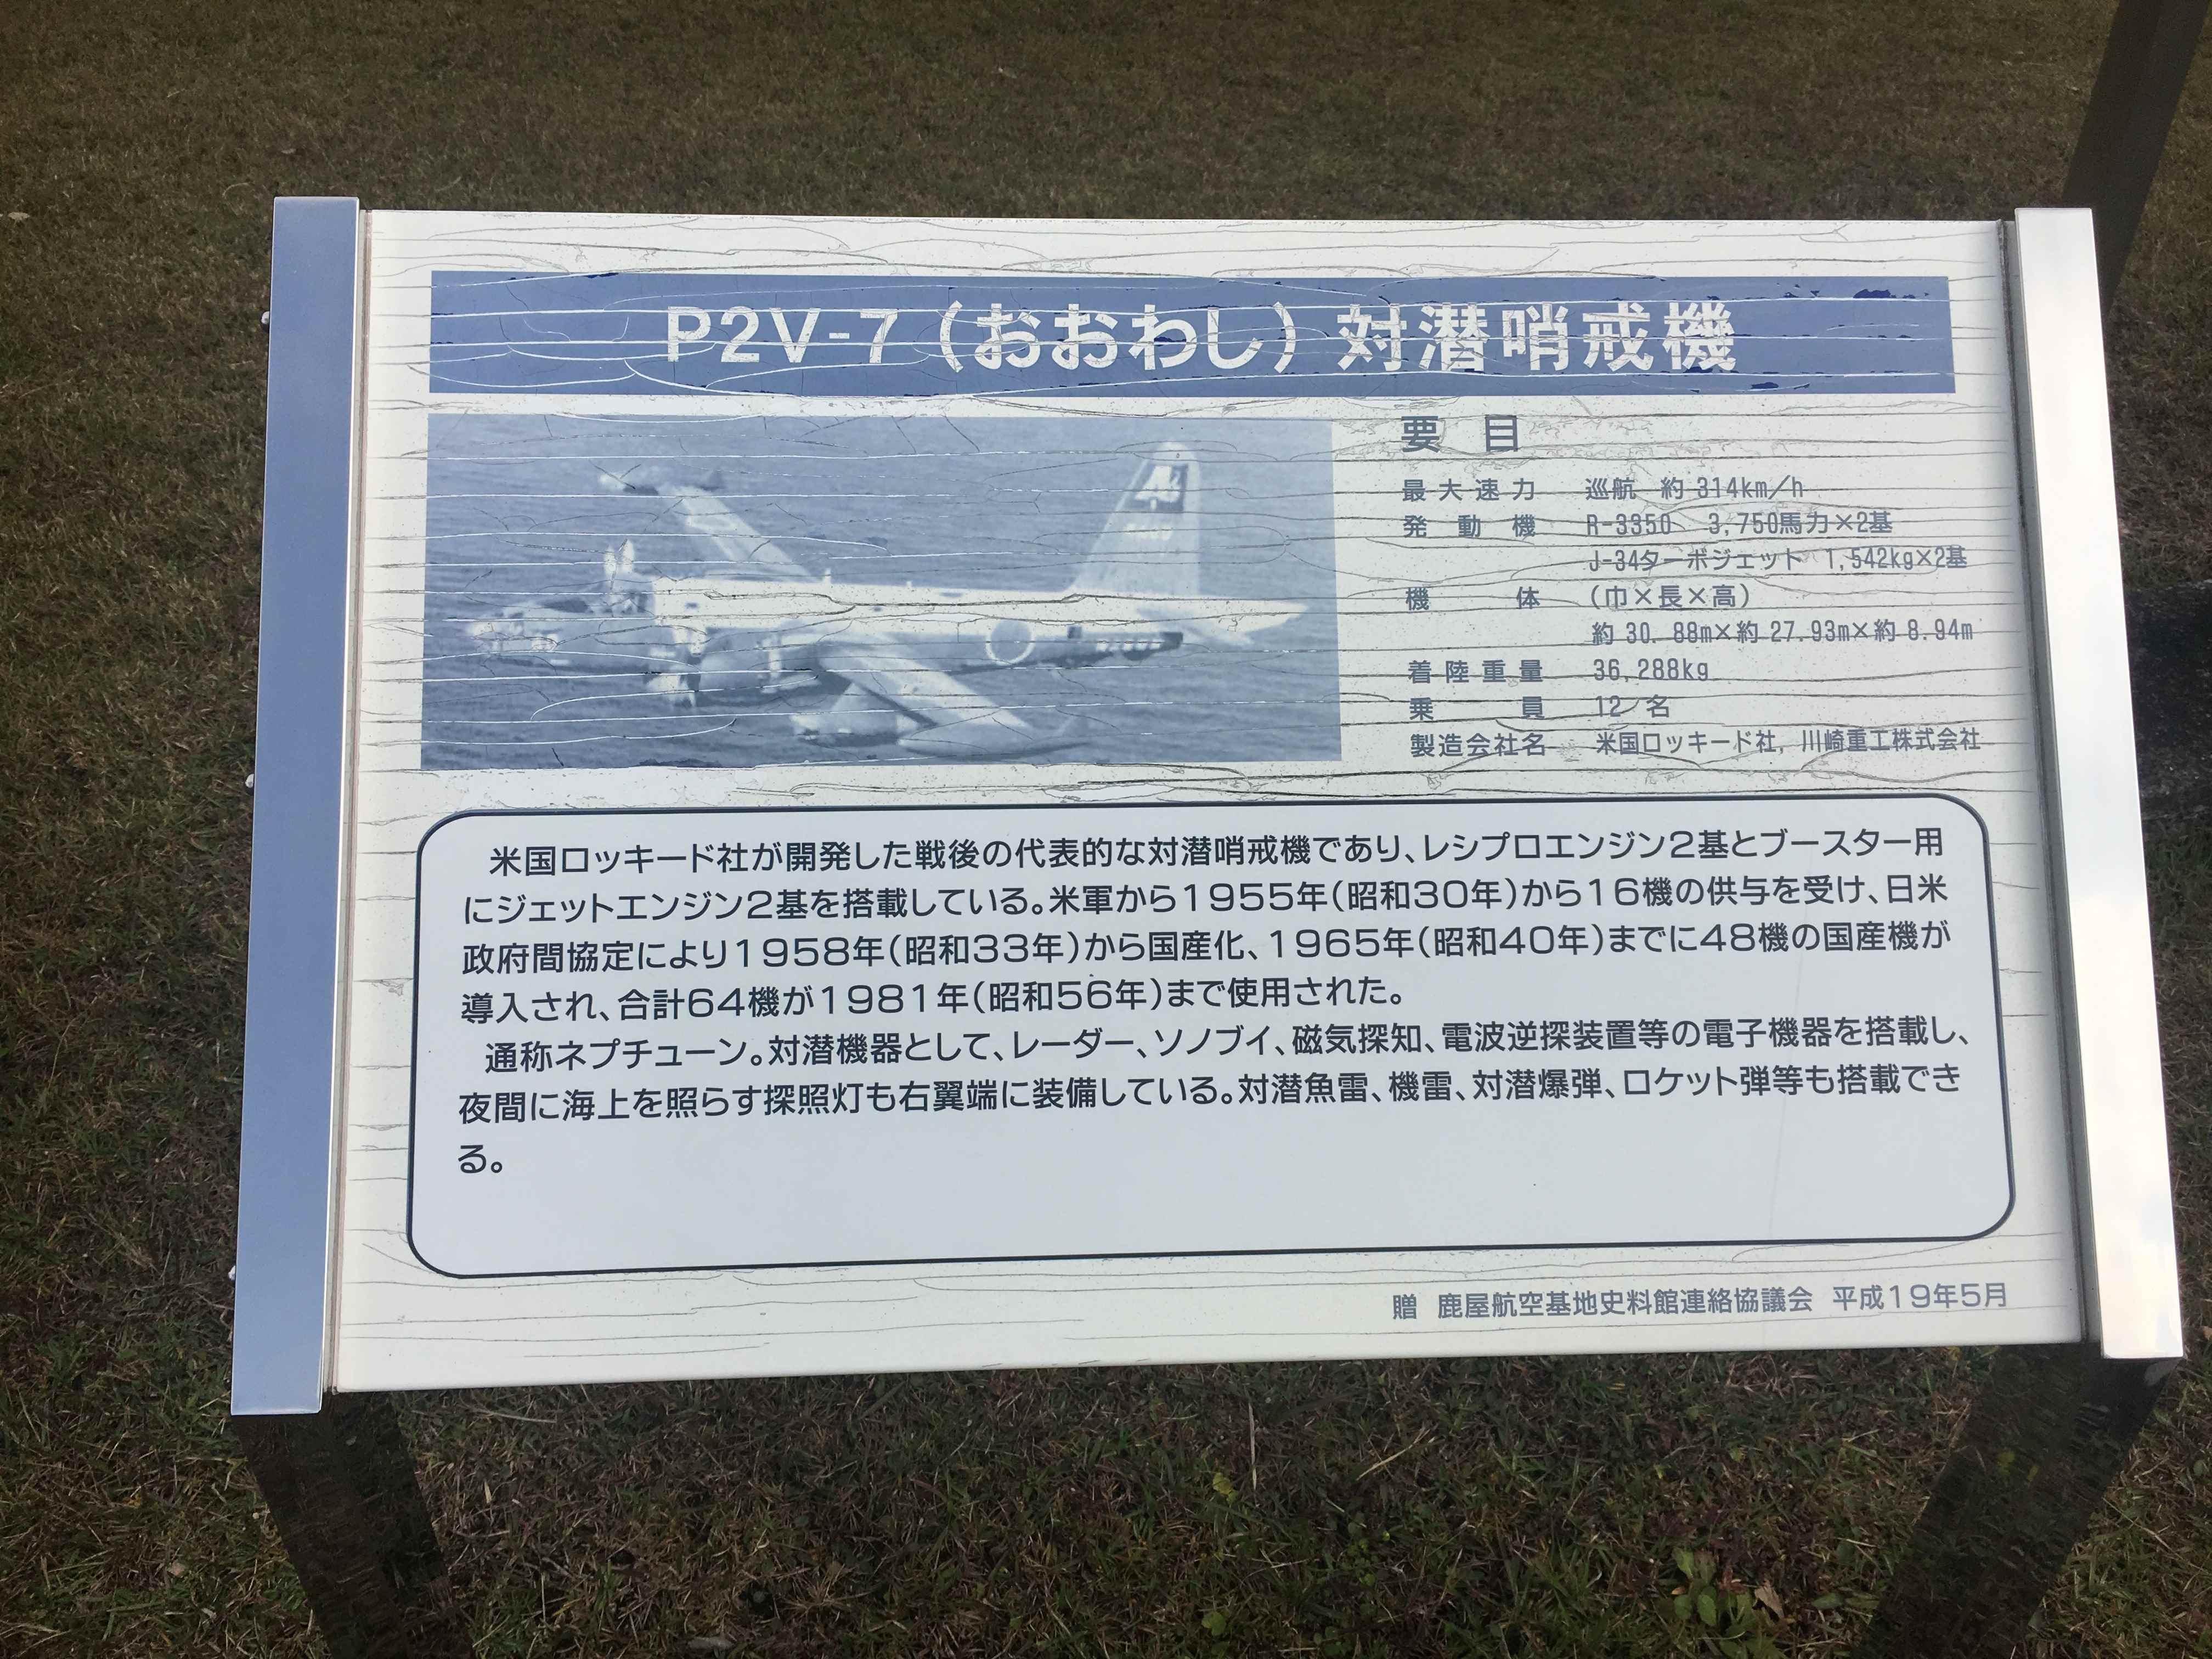 P2V-7（おおわし）対潜哨戒機
要 目
最大速力 巡航 約314km/h
発動機 R-3350 3,750馬力×2基
J-34ターボジェット 1,542kg×2基
機体 （巾×長×高）
約30.88m×約27.93m×約8.94m
着陸重量 36,288kg
乗員 12名
製造会社名 米国ロッキード社, 川崎重工株式会社
米国ロッキード社が開発した戦後の代表的な対潜哨戒機であり、レシプロエンジン2基とブースター用
にジェットエンジン2基を搭載している。米軍から1955年（昭和30年）から16機の供与を受け、日米
政府間協定により1958年（昭和33年）から国産化、1965年（昭和40年）までに48機の国産機が
導入され、合計64機が1981年（昭和56年）まで使用された。
通称ネプチューン。対潜機器として、レーダー、ソノブイ、磁気探知、電波逆探装置等の電子機器を搭載し、
夜間に海上を照らす探照灯も右翼端に装備している。対潜魚雷、機雷、対潜爆弾、ロケット弾等も搭載でき
る。
贈 鹿屋航空基地史料館連絡協議会 平成19年5月